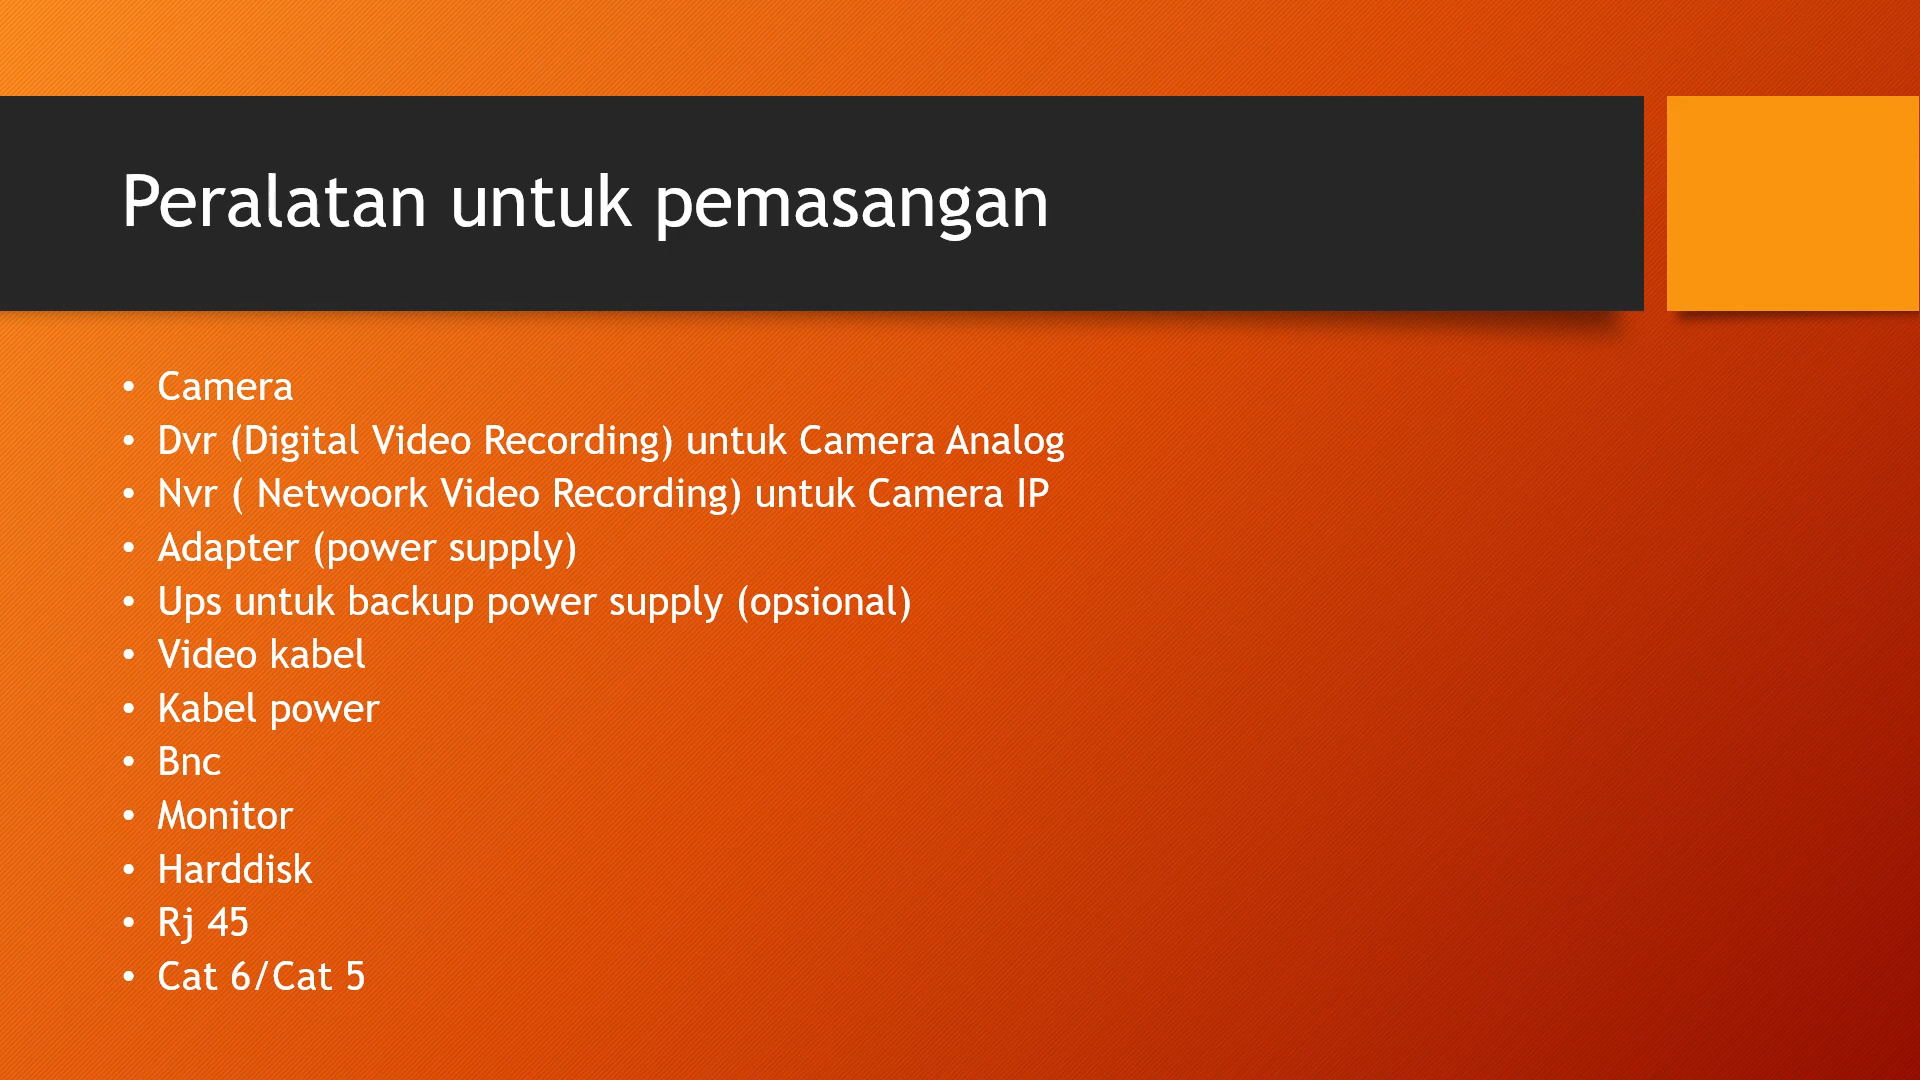 Peralatan untuk pemasangan
• Camera
• Dvr (Digital Video Recording) untuk Camera Analog
• Nvr ( Netwoork Video Recording) untuk Camera IP
• Adapter (power supply)
• Ups untuk backup power supply (opsional)
• Video kabel
• Kabel power
• Bnc
• Monitor
• Harddisk
• Rj 45
• Cat 6/Cat 5